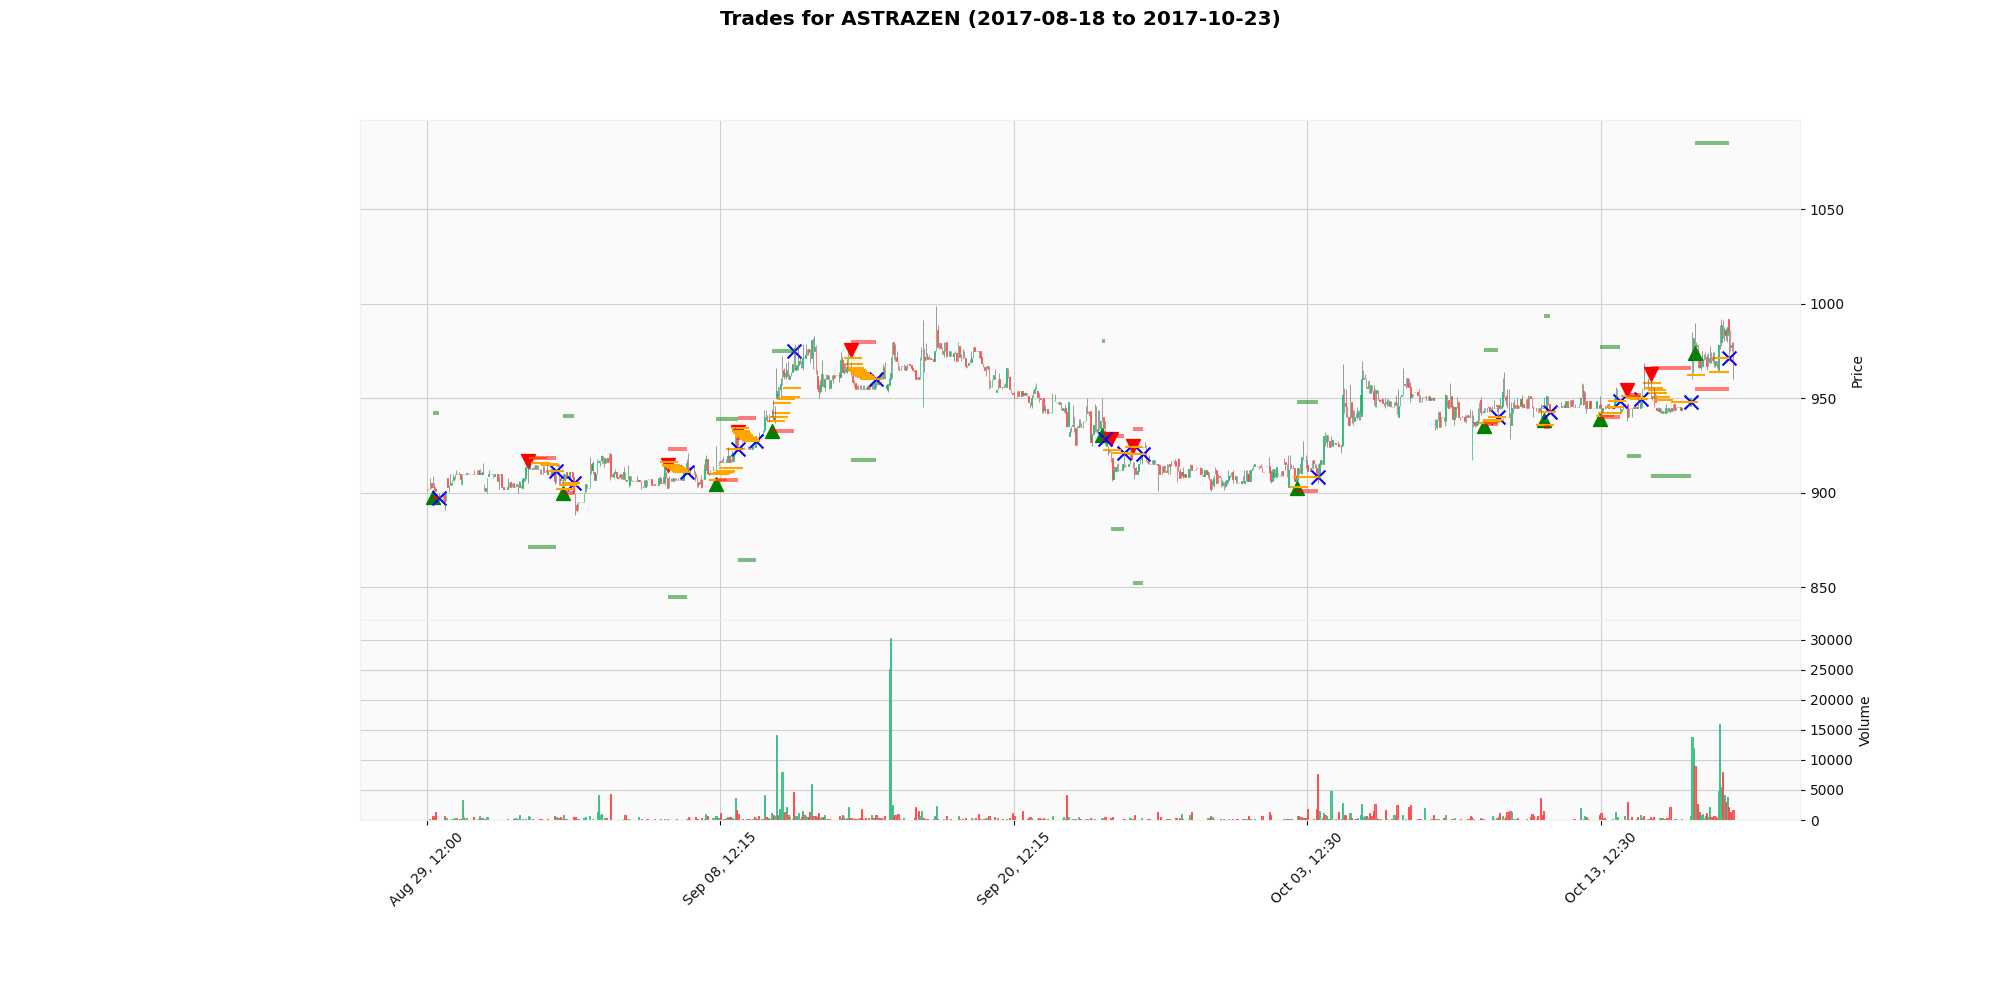 Trades for ASTRAZEN (2017-08-18 to 2017-10-23)
1050
1000
950
900
850
Price
30000
25000
20000
15000
10000
5000
0
Volume
Aug 29, 12:00
Sep 08, 12:15
Sep 20, 12:15
Oct 03, 12:30
Oct 13, 12:30